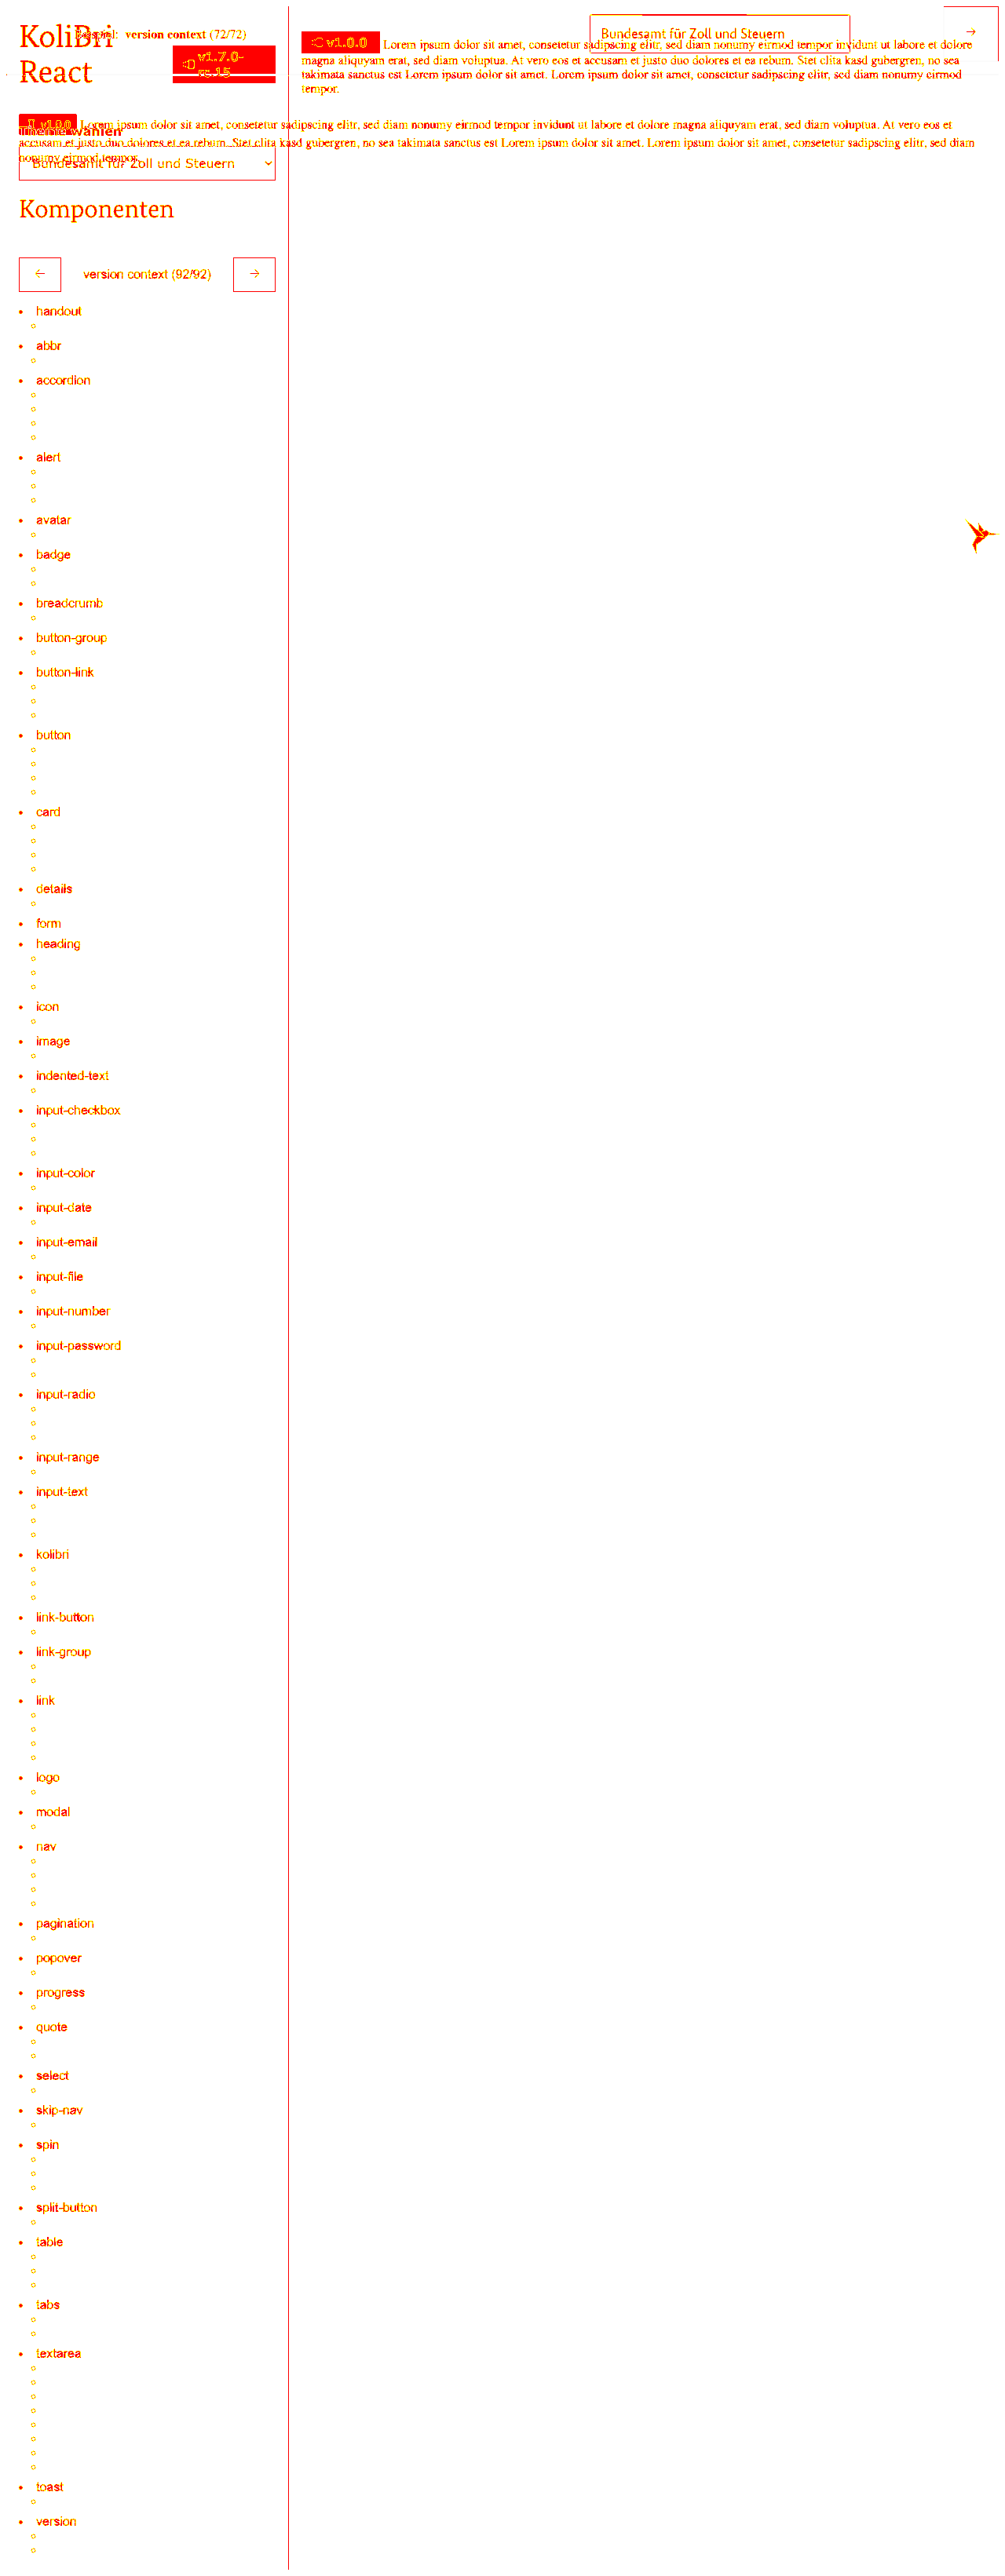 KoliBri
React
Beispiel: version context (72/72)
v1.7.0-
rc.15
v1.0.0 Lorem ipsum dolor sit amet, consetetur sadipscing elitr, sed diam nonumy eirmod tempor invidunt ut labore et dolore
magna aliquyam erat, sed diam voluptua. At vero eos et accusam et justo duo dolores et ea rebum. Stet clita kasd gubergren, no sea
takimata sanctus est Lorem ipsum dolor sit amet. Lorem ipsum dolor sit amet, consetetur sadipscing elitr, sed diam nonumy eirmod
tempor.
Bundesamt für Zoll und Steuern
→
v1.0.0 Lorem ipsum dolor sit amet, consetetur sadipscing elitr, sed diam nonumy eirmod tempor invidunt ut labore et dolore magna aliquyam erat, sed diam voluptua. At vero eos et
accusam et justo duo dolores et ea rebum. Stet clita kasd gubergren, no sea takimata sanctus est Lorem ipsum dolor sit amet. Lorem ipsum dolor sit amet, consetetur sadipscing elitr, sed diam
nonumy eirmod tempor.
Theme wählen
Bundesamt für Zoll und Steuern
Komponenten
← version context (92/92) →
handout
abbr
accordion
alert
avatar
badge
breadcrumb
button-group
button-link
button
card
details
form
heading
icon
image
indented-text
input-checkbox
input-color
input-date
input-email
input-file
input-number
input-password
input-radio
input-range
input-text
kolibri
link-button
link-group
link
logo
modal
nav
pagination
popover
progress
quote
select
skip-nav
spin
split-button
table
tabs
textarea
toast
version